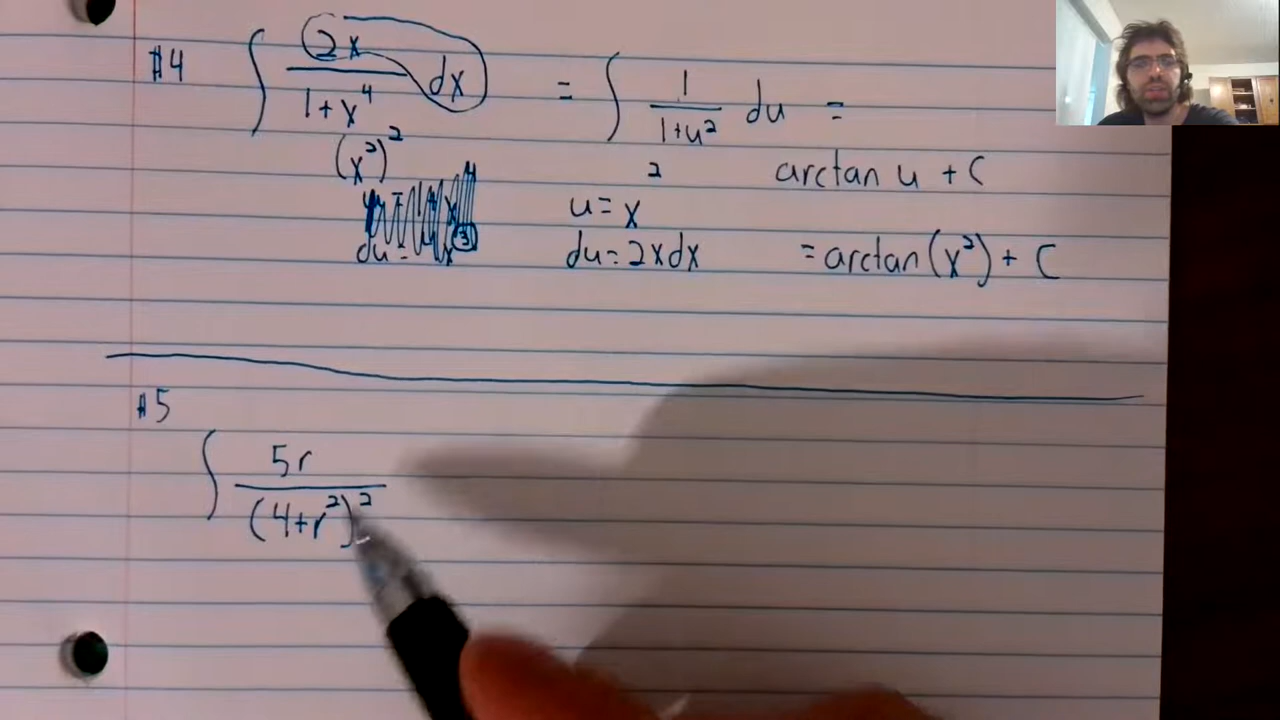 #4 ∫ 2x / (1+x⁴) dx = ∫ 1 / (1+u²) du =
(x²)² arctan u + C
u = x²
du = du = 2x dx = arctan(x²) + C
#5
∫ 5r / (4+r²)²